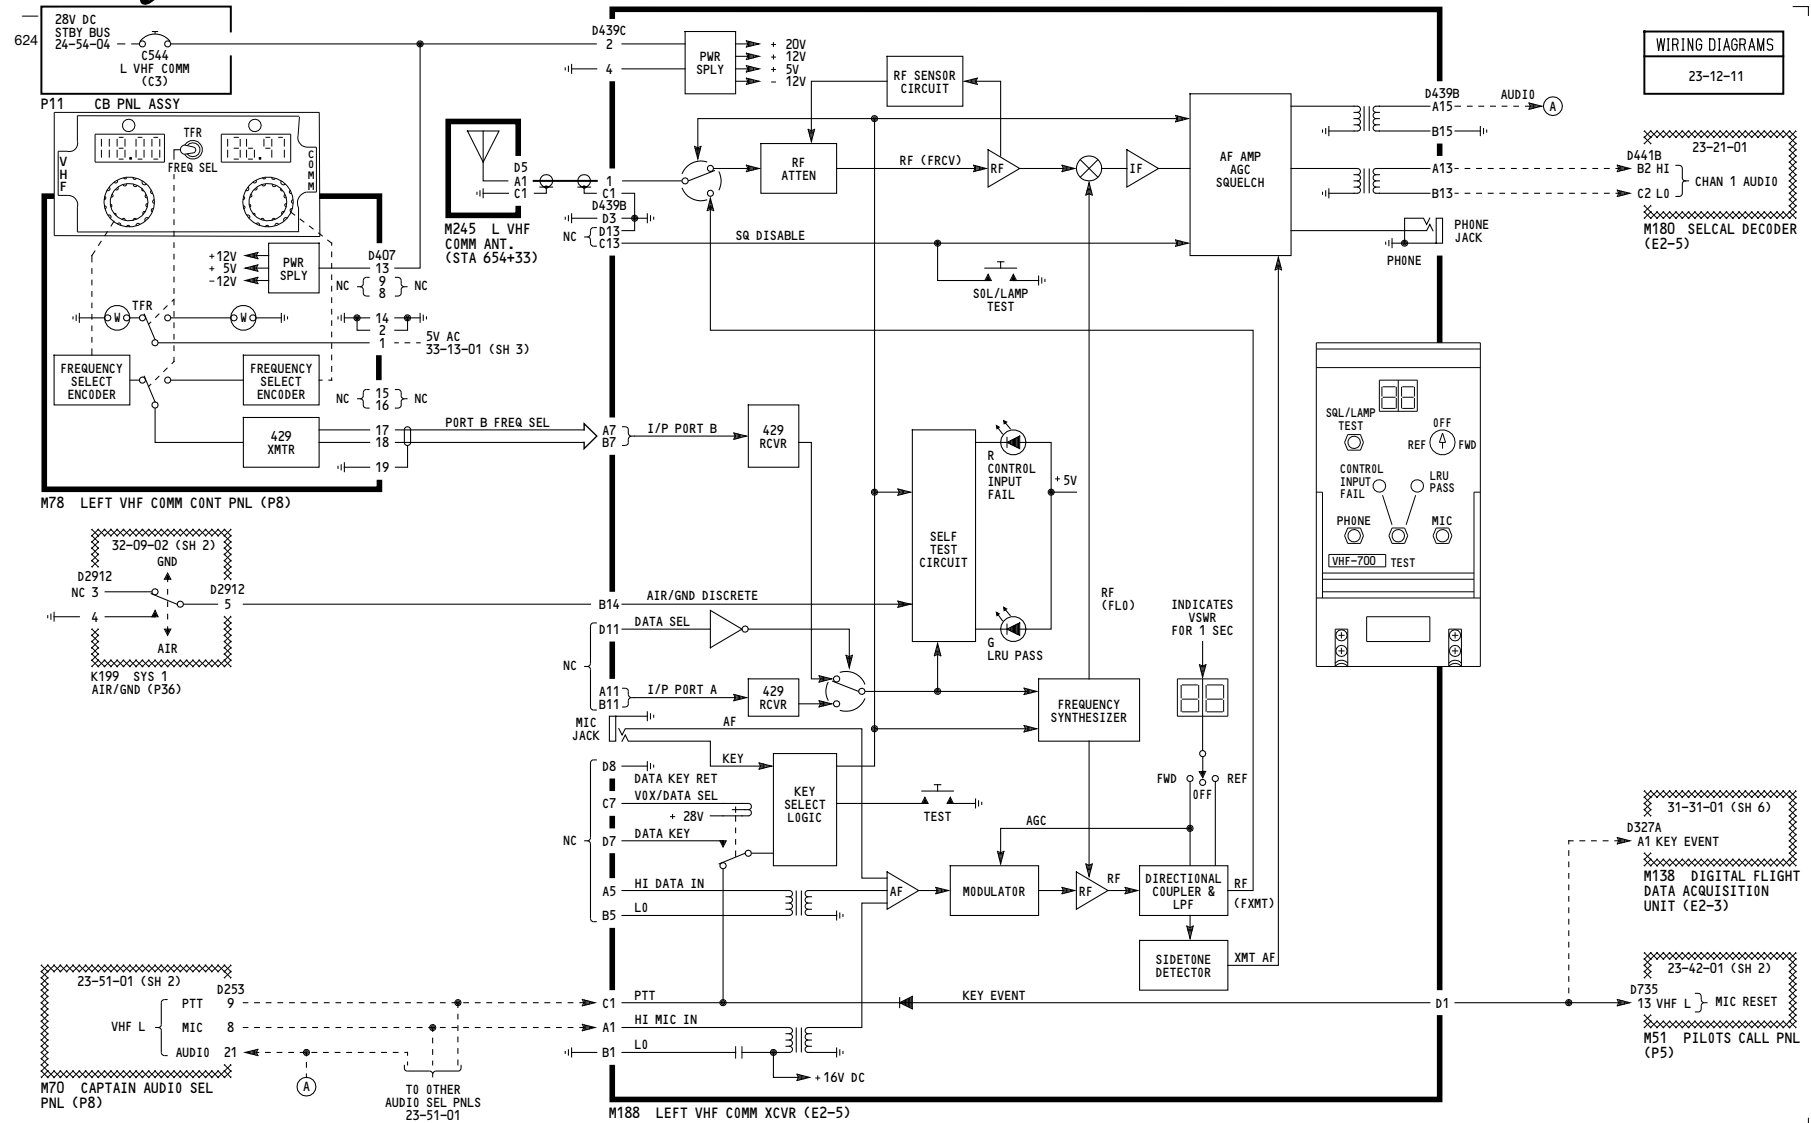 28V DC
STBY BUS
24-54-04
624
C544
L VHF COMM
(C3)
P11 CB PNL ASSY
118.00
TFR
136.97
FREQ SEL
VHF
COMM
+12V
+ 5V
-12V
PWR
SPLY
D407
13
NC 9 NC
8
TFR
W
W
14
2
1
5V AC
33-13-01 (SH 3)
FREQUENCY
SELECT
ENCODER
FREQUENCY
SELECT
ENCODER
NC 15 NC
16
429
XMTR
17
18
19
PORT B FREQ SEL
M78 LEFT VHF COMM CONT PNL (P8)
32-09-02 (SH 2)
GND
D2912
NC 3
4
D2912
5
AIR
K199 SYS 1
AIR/GND (P36)
23-51-01 (SH 2)
D253
VHF L
PTT 9
MIC 8
AUDIO 21
M70 CAPTAIN AUDIO SEL
PNL (P8)
A
TO OTHER
AUDIO SEL PNLS
23-51-01
D5
A1
C1
M245 L VHF
COMM ANT.
(STA 654+33)
D439C
2
4
1
C1
D439B
D3
NC D13
C13
PWR
SPLY
+ 20V
+ 12V
+ 5V
- 12V
RF SENSOR
CIRCUIT
RF
ATTEN
RF (FRCV)
RF
IF
AF AMP
AGC
SQUELCH
SQ DISABLE
SOL/LAMP
TEST
A7
B7
I/P PORT B
429
RCVR
R
CONTROL
INPUT
FAIL
+ 5V
SELF
TEST
CIRCUIT
G
LRU PASS
RF
(FLO)
B14
AIR/GND DISCRETE
D11
DATA SEL
NC
A11
B11
I/P PORT A
429
RCVR
MIC
JACK
AF
KEY
FREQUENCY
SYNTHESIZER
INDICATES
VSWR
FOR 1 SEC
88
FWD
OFF
REF
NC
D8
DATA KEY RET
C7
VOX/DATA SEL
+ 28V
D7
DATA KEY
KEY
SELECT
LOGIC
TEST
AGC
A5
HI DATA IN
B5
LO
AF
MODULATOR
RF
RF
DIRECTIONAL
COUPLER &
LPF
RF
(FXMT)
SIDETONE
DETECTOR
XMT AF
C1
PTT
KEY EVENT
D1
A1
HI MIC IN
B1
LO
+16V DC
M188 LEFT VHF COMM XCVR (E2-5)
WIRING DIAGRAMS
23-12-11
D439B
A15
AUDIO
A
B15
A13
B13
D441B
23-21-01
B2 HI
C2 LO
CHAN 1 AUDIO
M180 SELCAL DECODER
(E2-5)
PHONE
JACK
PHONE
88
SQL/LAMP
TEST
OFF
REF
FWD
CONTROL
INPUT
FAIL
LRU
PASS
PHONE
MIC
VHF-700
TEST
31-31-01 (SH 6)
D327A
A1 KEY EVENT
M138 DIGITAL FLIGHT
DATA ACQUISITION
UNIT (E2-3)
23-42-01 (SH 2)
D735
13 VHF L
MIC RESET
M51 PILOTS CALL PNL
(P5)